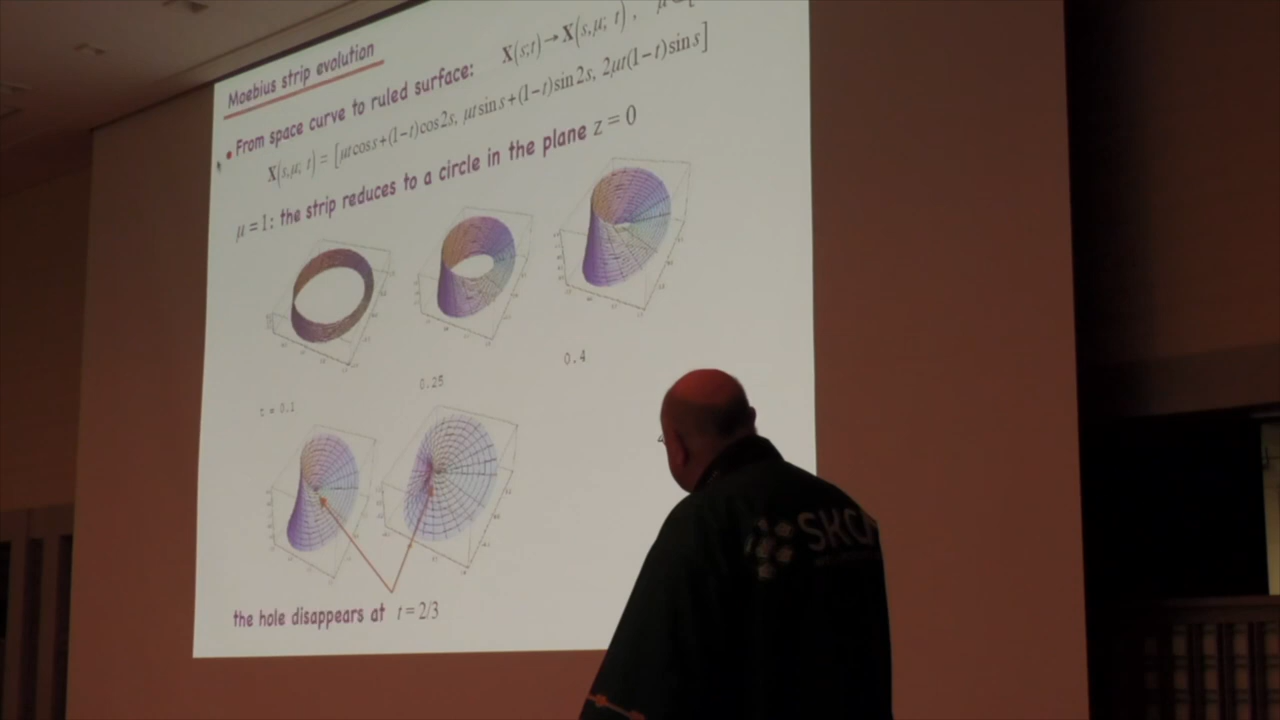 Moebius strip evolution
• From space curve to ruled surface: X(s;t)→X(s,μ; t) ,
X(s,μ; t) = [μt cos s+(1−t)cos 2s, μt sin s+(1−t)sin 2s, 2μt(1−t)sin s]
μ = 1: the strip reduces to a circle in the plane z = 0
0.4
0.25
t = 0.1
the hole disappears at t = 2/3